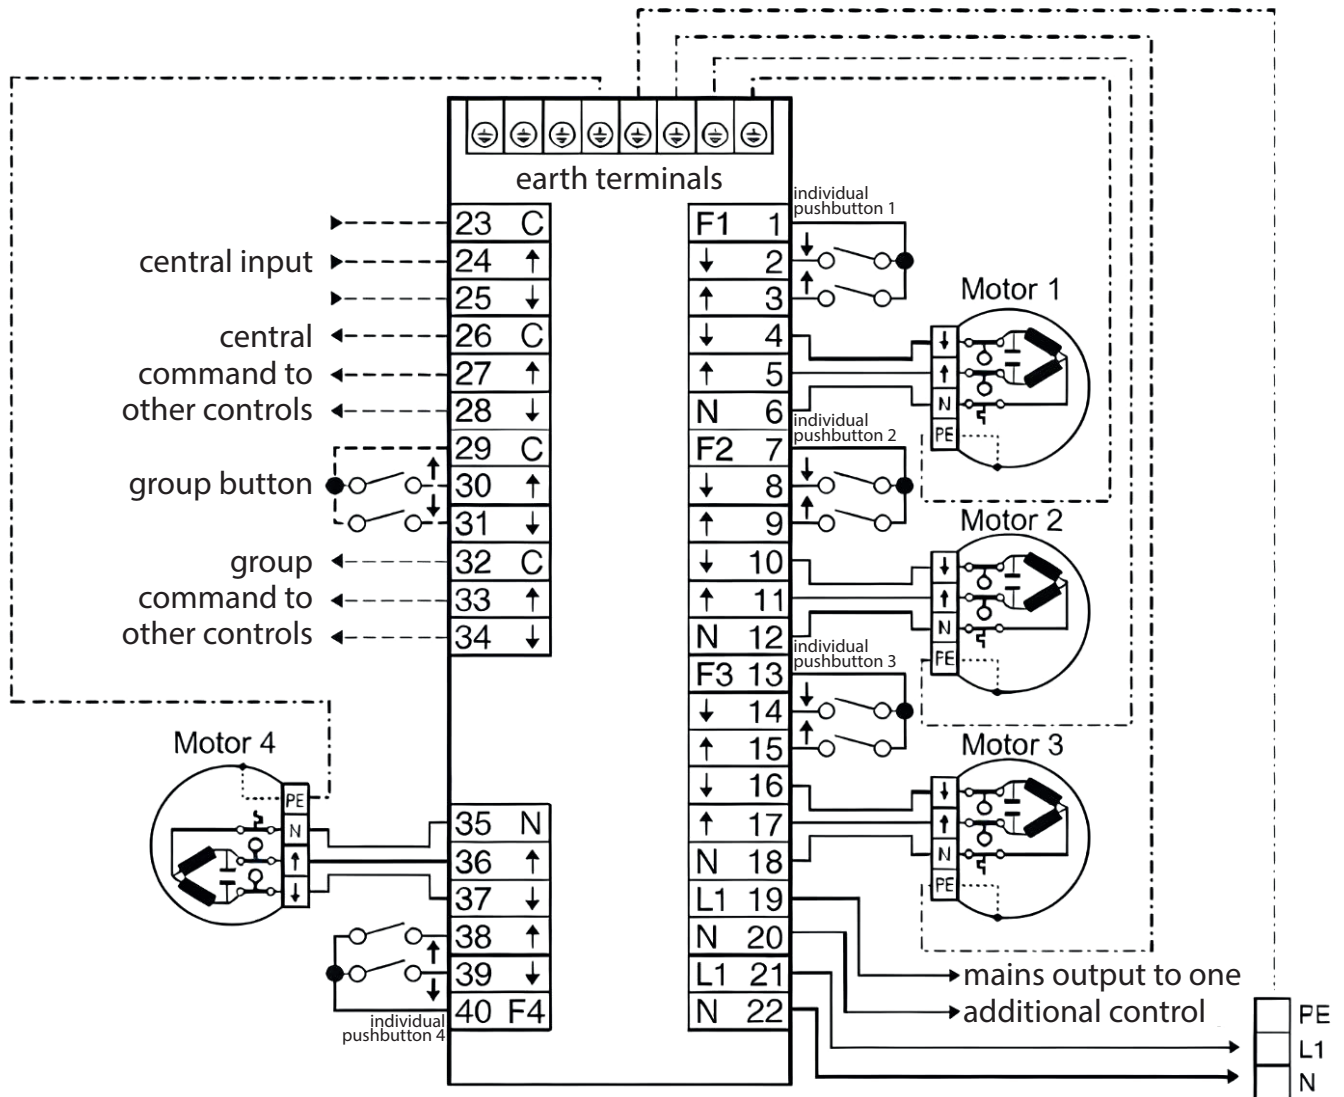 earth terminals
individual
pushbutton 1
23 C
F1 1
central input
24 ↑
↓ 2
25 ↓
↑ 3
Motor 1
central
26 C
↓ 4
↓
command to
27 ↑
↑ 5
↑
other controls
28 ↓
N 6
N
individual
pushbutton 2
PE
29 C
F2 7
group button
30 ↑
↓ 8
31 ↓
↑ 9
Motor 2
group
32 C
↓ 10
↓
command to
33 ↑
↑ 11
↑
other controls
34 ↓
N 12
N
individual
pushbutton 3
PE
F3 13
↓ 14
↑ 15
Motor 4
Motor 3
↓ 16
↓
PE
35 N
↑ 17
↑
N
36 ↑
N 18
N
↑
PE
37 ↓
L1 19
↓
38 ↑
N 20
39 ↓
L1 21
mains output to one
40 F4
N 22
additional control
individual
pushbutton 4
PE
L1
N